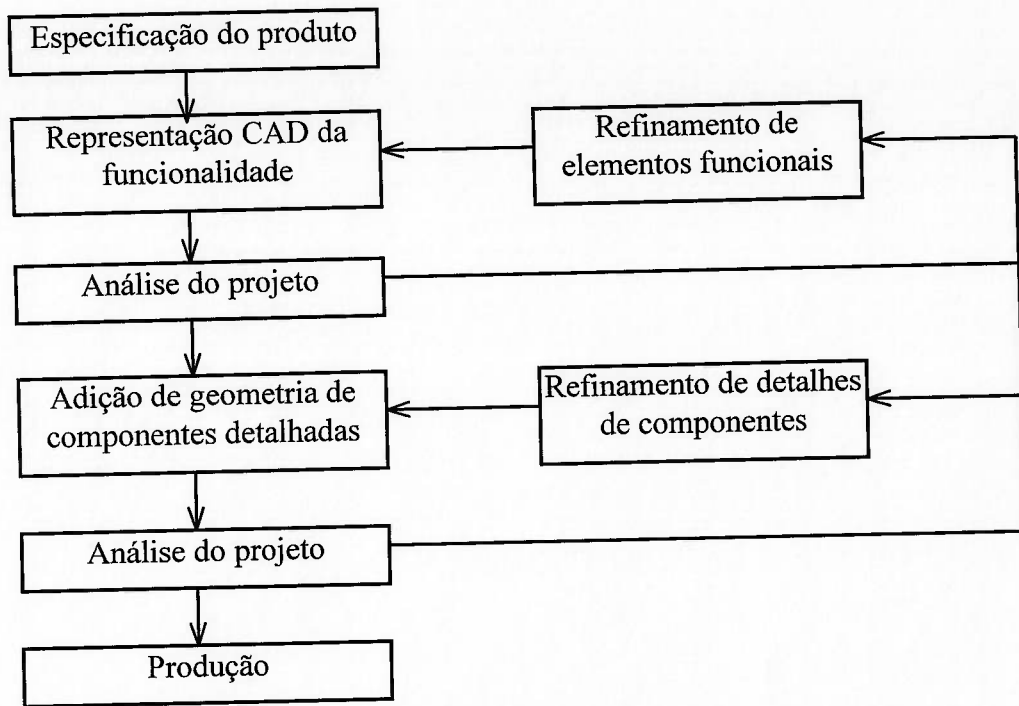 Especificação do produto
Representação CAD da
funcionalidade
Refinamento de
elementos funcionais
Análise do projeto
Adição de geometria de
componentes detalhadas
Refinamento de detalhes
de componentes
Análise do projeto
Produção